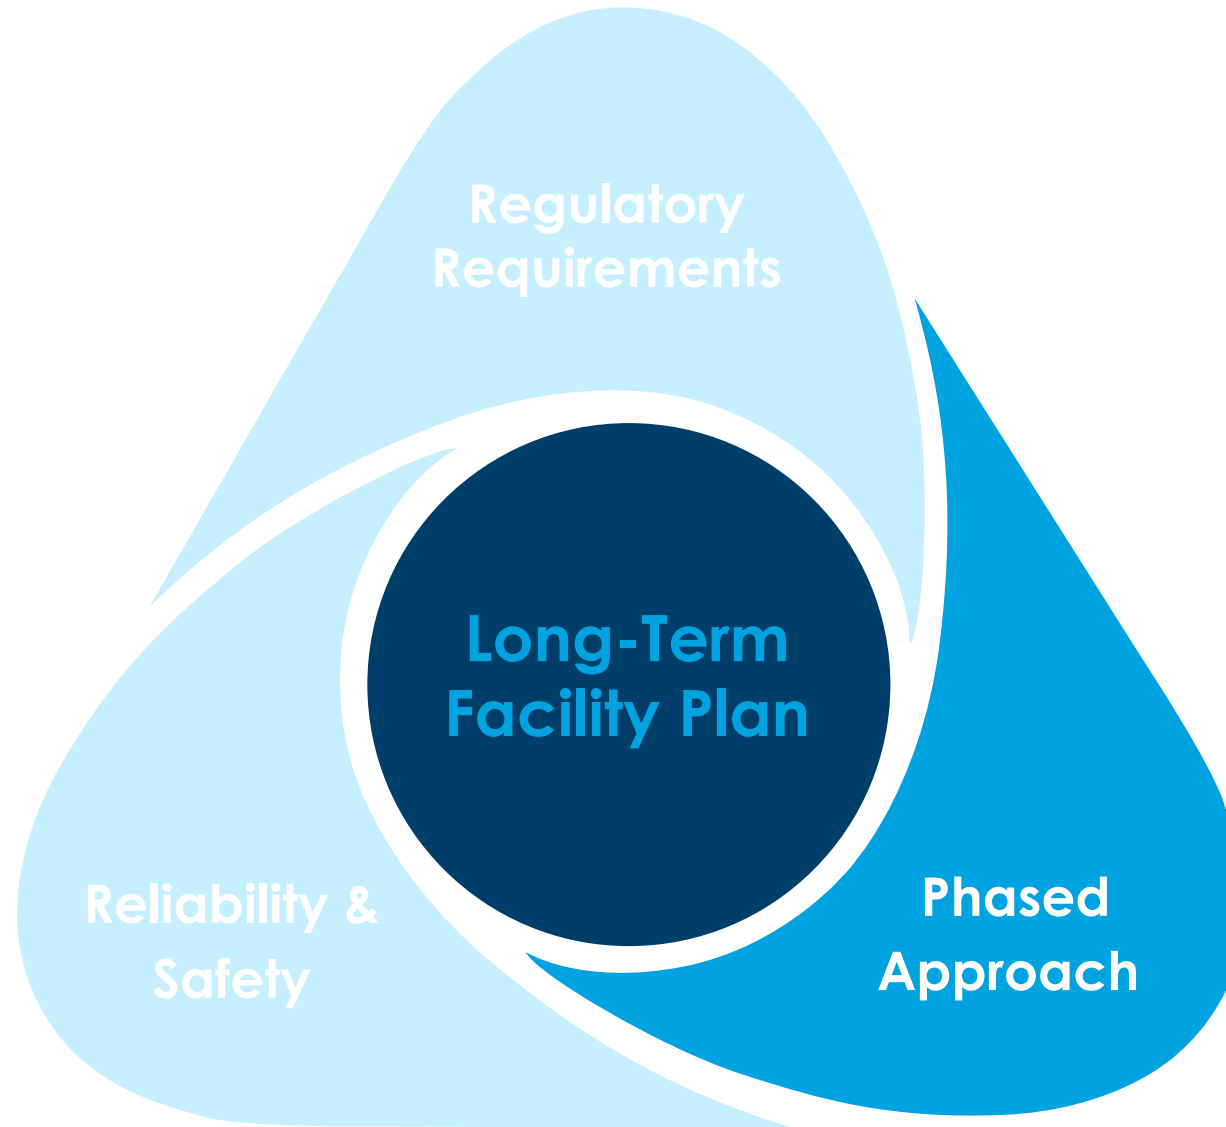 Regulatory
Requirements
Long-Term
Facility Plan
Reliability &
Safety
Phased
Approach